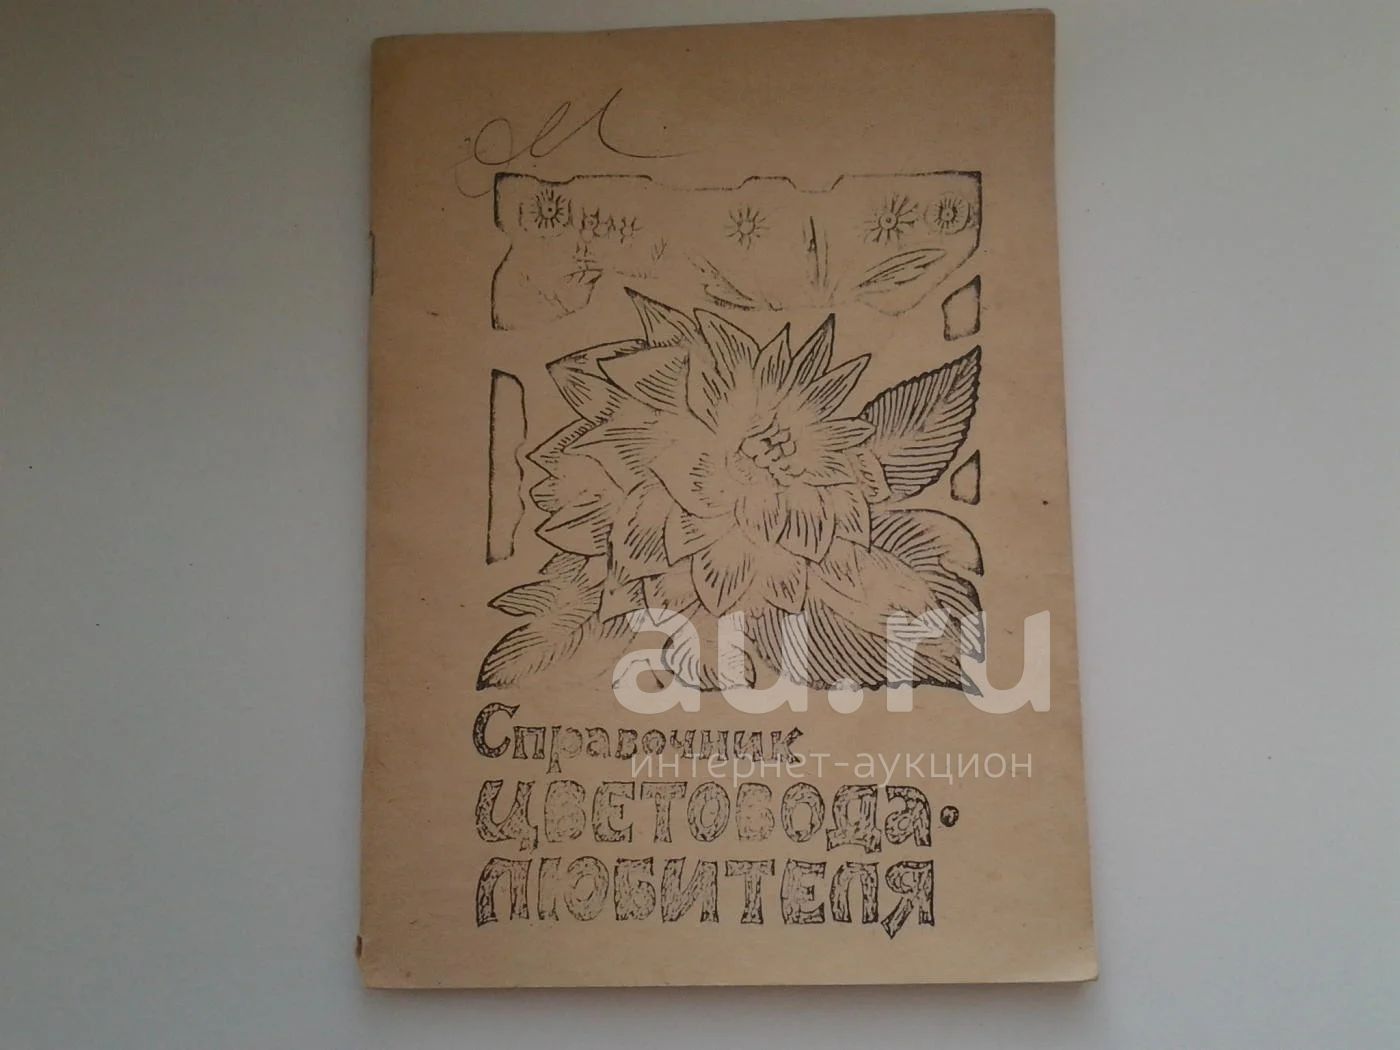 Справочник
цветовода·
любителя
au.ru
интернет-аукцион